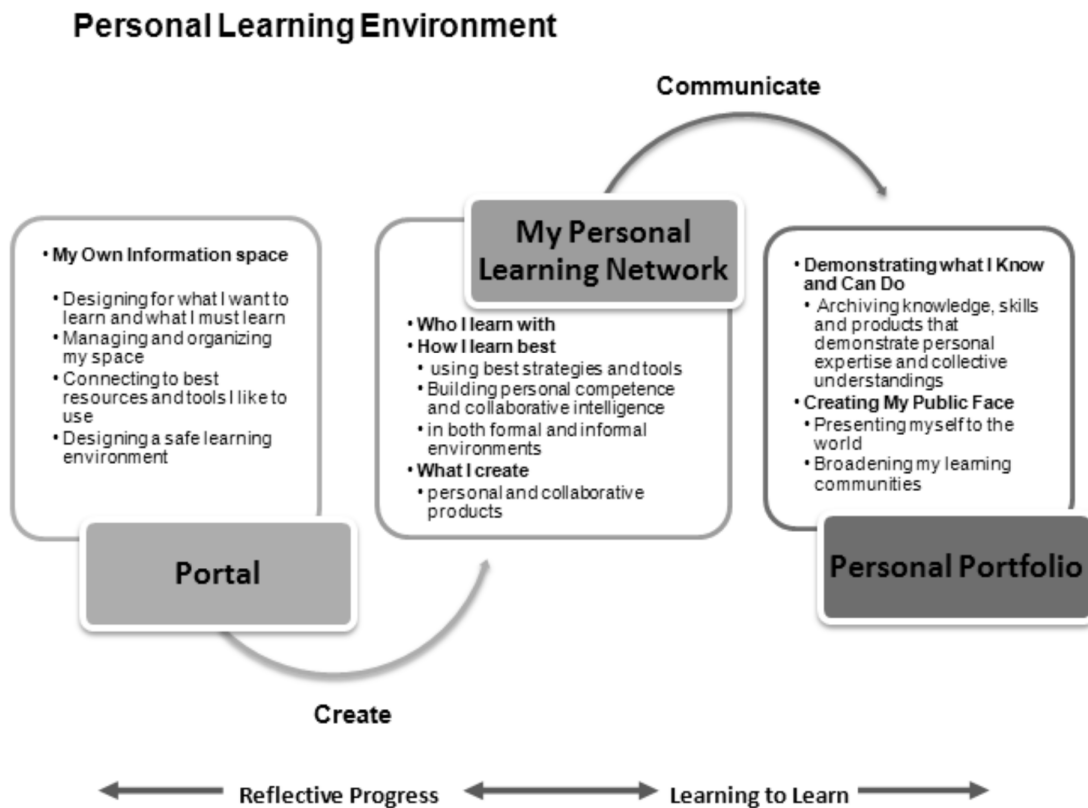 Personal Learning Environment
Communicate
• My Own Information space
• Designing for what I want to
learn and what I must learn
• Managing and organizing
my space
• Connecting to best
resources and tools I like to
use
• Designing a safe learning
environment
Portal
My Personal
Learning Network
• Who I learn with
• How I learn best
• using best strategies and tools
• Building personal competence
and collaborative intelligence
• in both formal and informal
environments
• What I create
• personal and collaborative
products
• Demonstrating what I Know
and Can Do
• Archiving knowledge, skills
and products that
demonstrate personal
expertise and collective
understandings
• Creating My Public Face
• Presenting myself to the
world
• Broadening my learning
communities
Personal Portfolio
Create
Reflective Progress
Learning to Learn